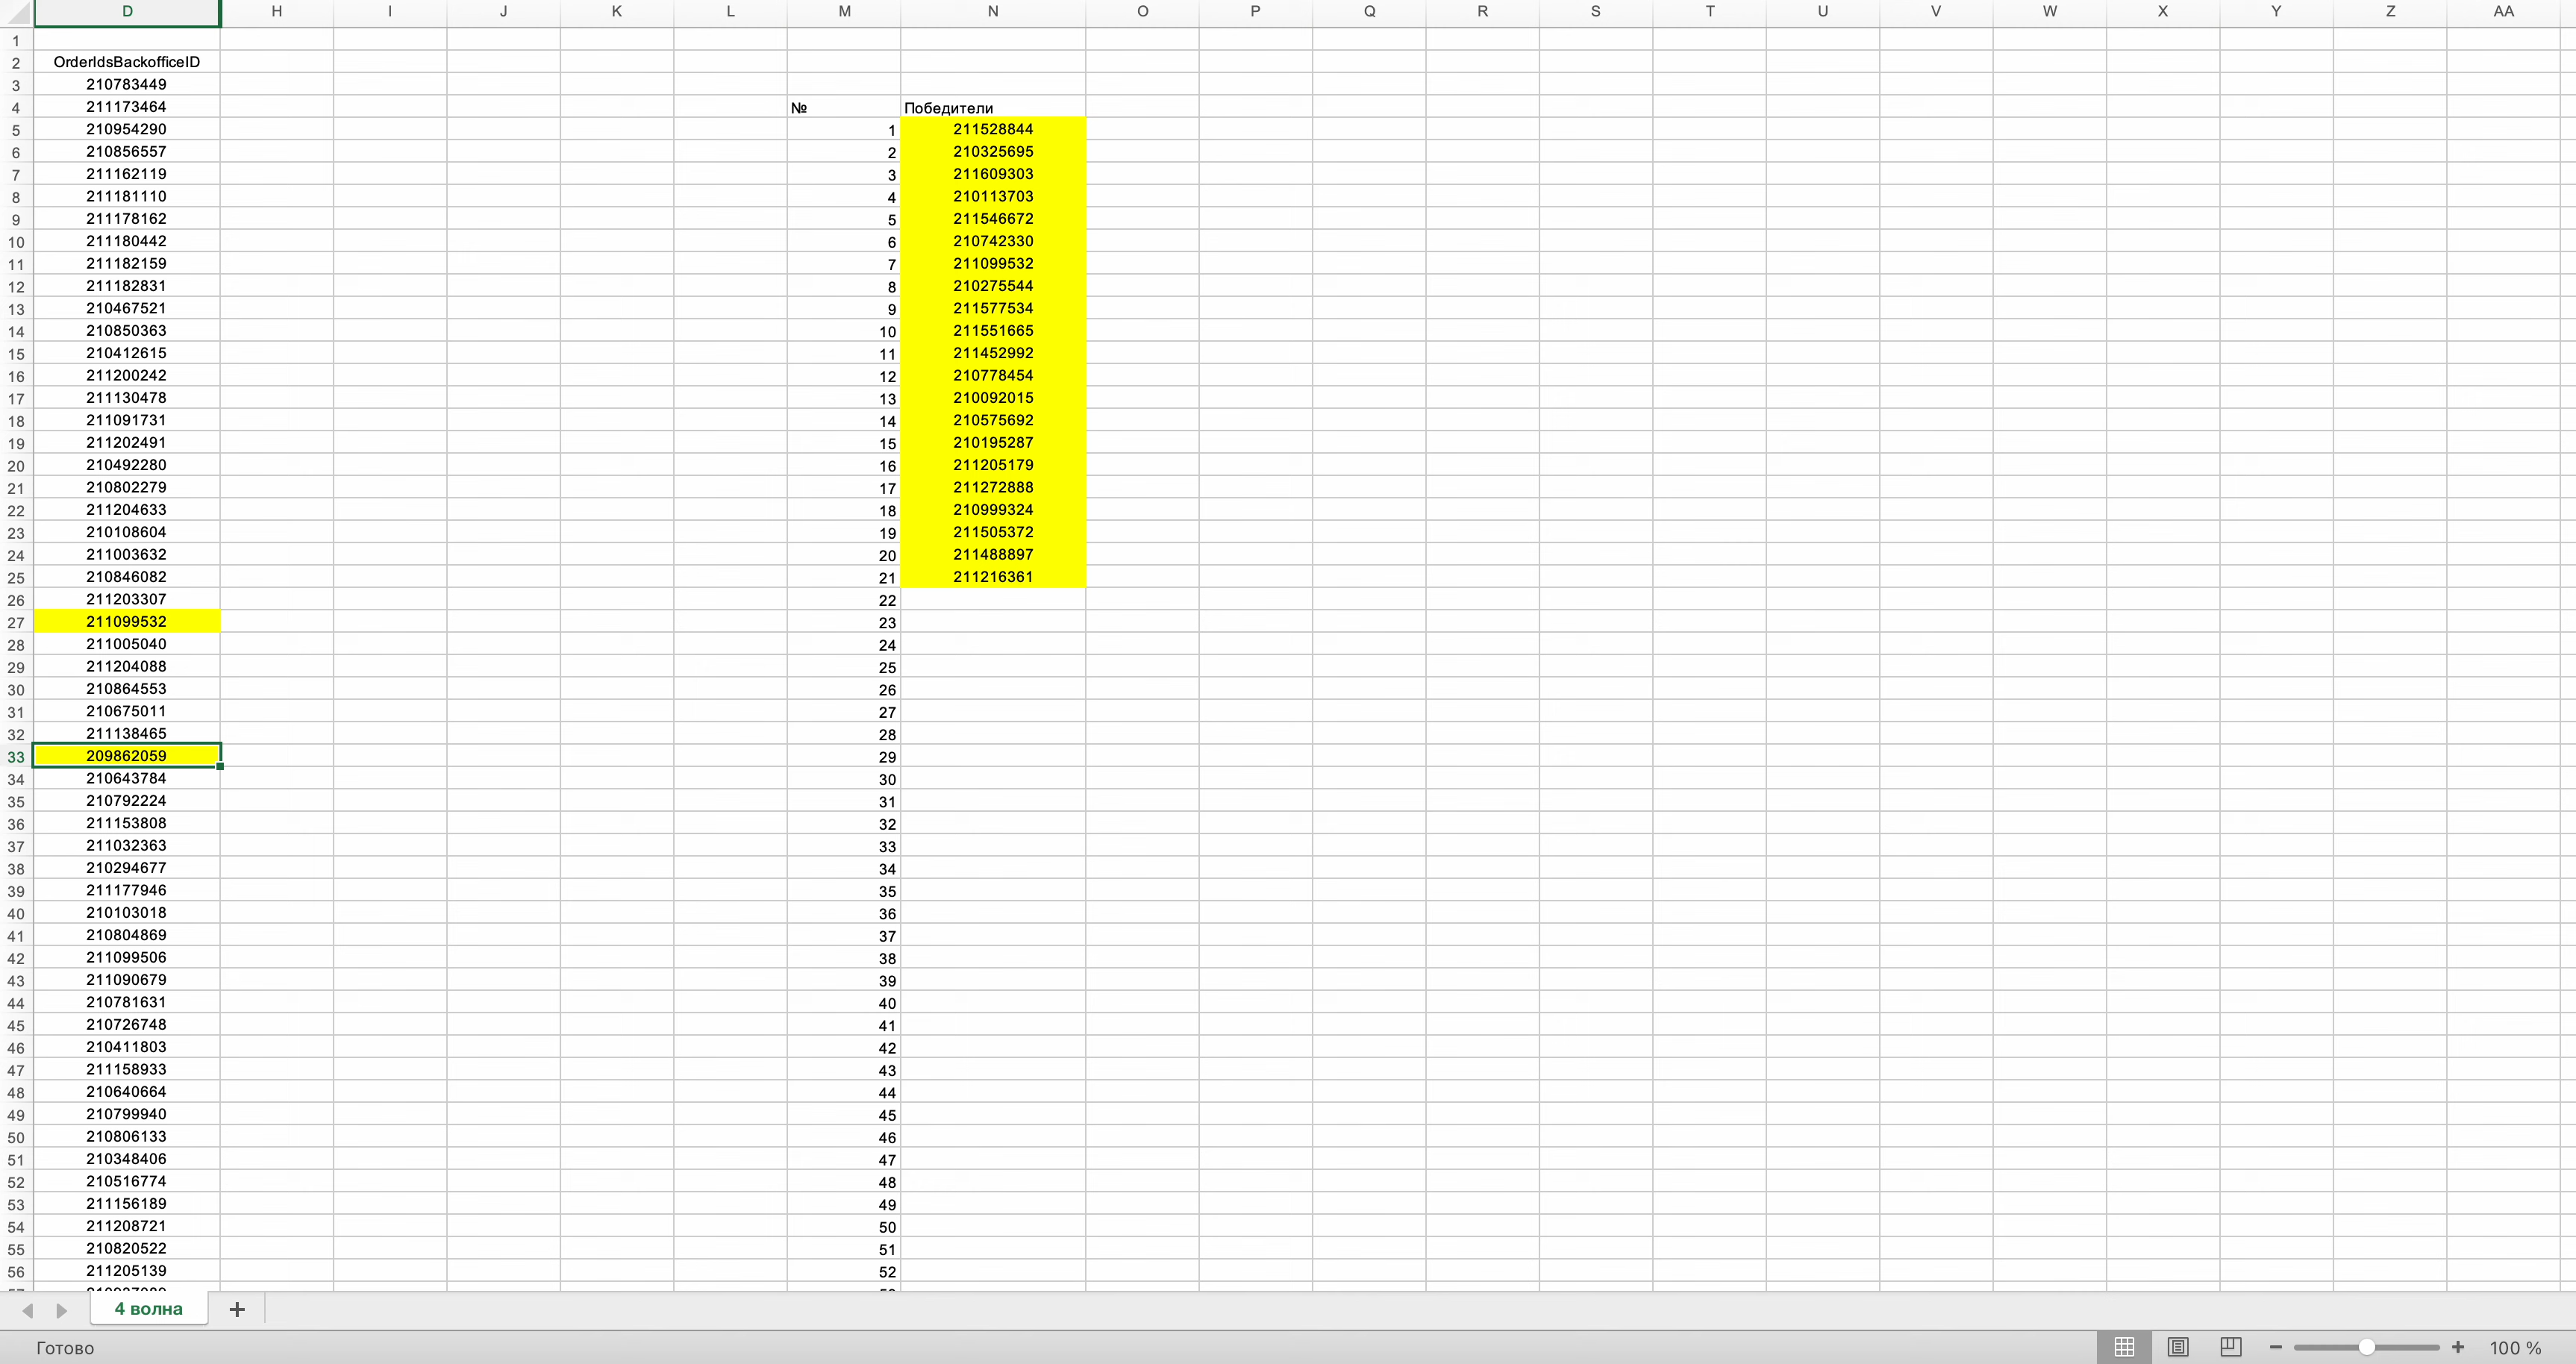 D H I J K L M N O P Q R S T U V W X Y Z AA
1
2 OrderIdsBackofficeID
3 210783449
4 211173464 № Победители
5 210954290 1 211528844
6 210856557 2 210325695
7 211162119 3 211609303
8 211181110 4 210113703
9 211178162 5 211546672
10 211180442 6 210742330
11 211182159 7 211099532
12 211182831 8 210275544
13 210467521 9 211577534
14 210850363 10 211551665
15 210412615 11 211452992
16 211200242 12 210778454
17 211130478 13 210092015
18 211091731 14 210575692
19 211202491 15 210195287
20 210492280 16 211205179
21 210802279 17 211272888
22 211204633 18 210999324
23 210108604 19 211505372
24 211003632 20 211488897
25 210846082 21 211216361
26 211203307 22
27 211099532 23
28 211005040 24
29 211204088 25
30 210864553 26
31 210675011 27
32 211138465 28
33 209862059 29
34 210643784 30
35 210792224 31
36 211153808 32
37 211032363 33
38 210294677 34
39 211177946 35
40 210103018 36
41 210804869 37
42 211099506 38
43 211090679 39
44 210781631 40
45 210726748 41
46 210411803 42
47 211158933 43
48 210640664 44
49 210799940 45
50 210806133 46
51 210348406 47
52 210516774 48
53 211156189 49
54 211208721 50
55 210820522 51
56 211205139 52
4 волна +
Готово 100 %